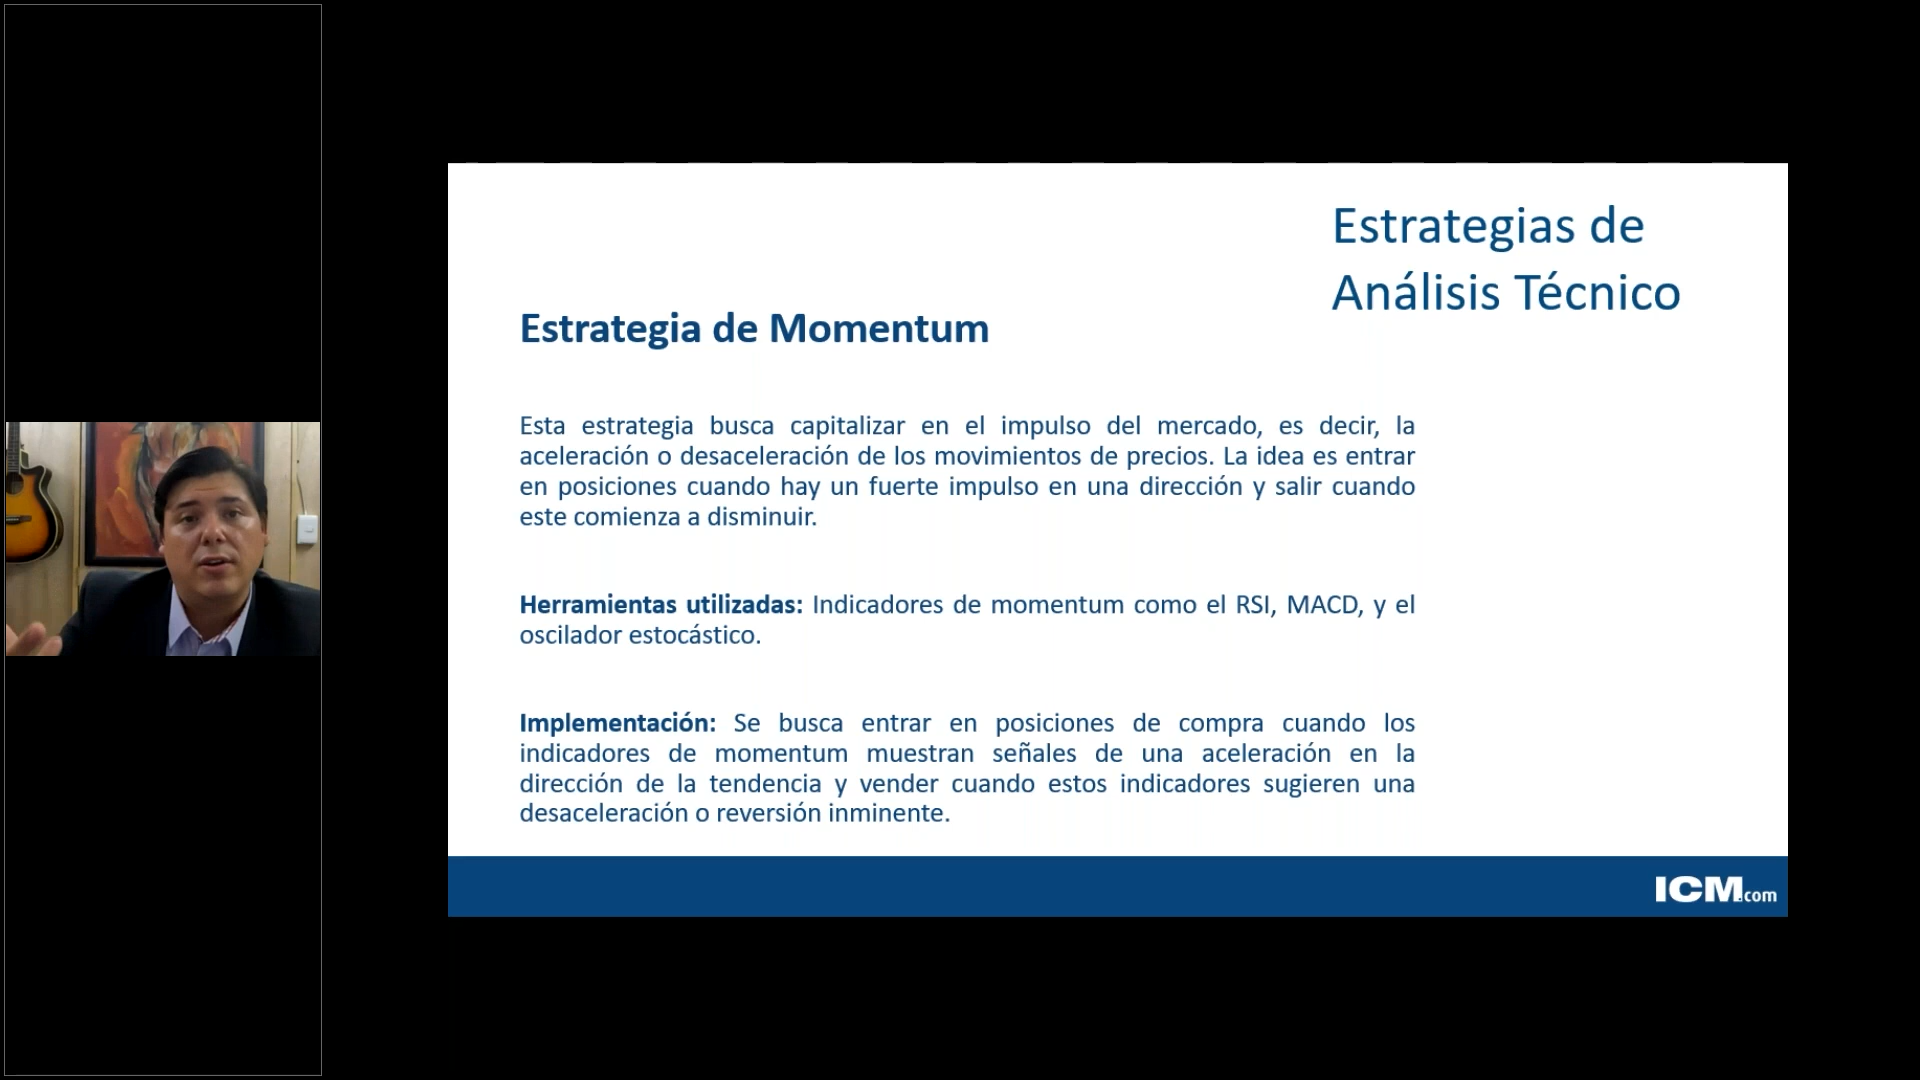 Estrategias de
Análisis Técnico
Estrategia de Momentum
Esta estrategia busca capitalizar en el impulso del mercado, es decir, la
aceleración o desaceleración de los movimientos de precios. La idea es entrar
en posiciones cuando hay un fuerte impulso en una dirección y salir cuando
este comienza a disminuir.
Herramientas utilizadas: Indicadores de momentum como el RSI, MACD, y el
oscilador estocástico.
Implementación: Se busca entrar en posiciones de compra cuando los
indicadores de momentum muestran señales de una aceleración en la
dirección de la tendencia y vender cuando estos indicadores sugieren una
desaceleración o reversión inminente.
ICM.com